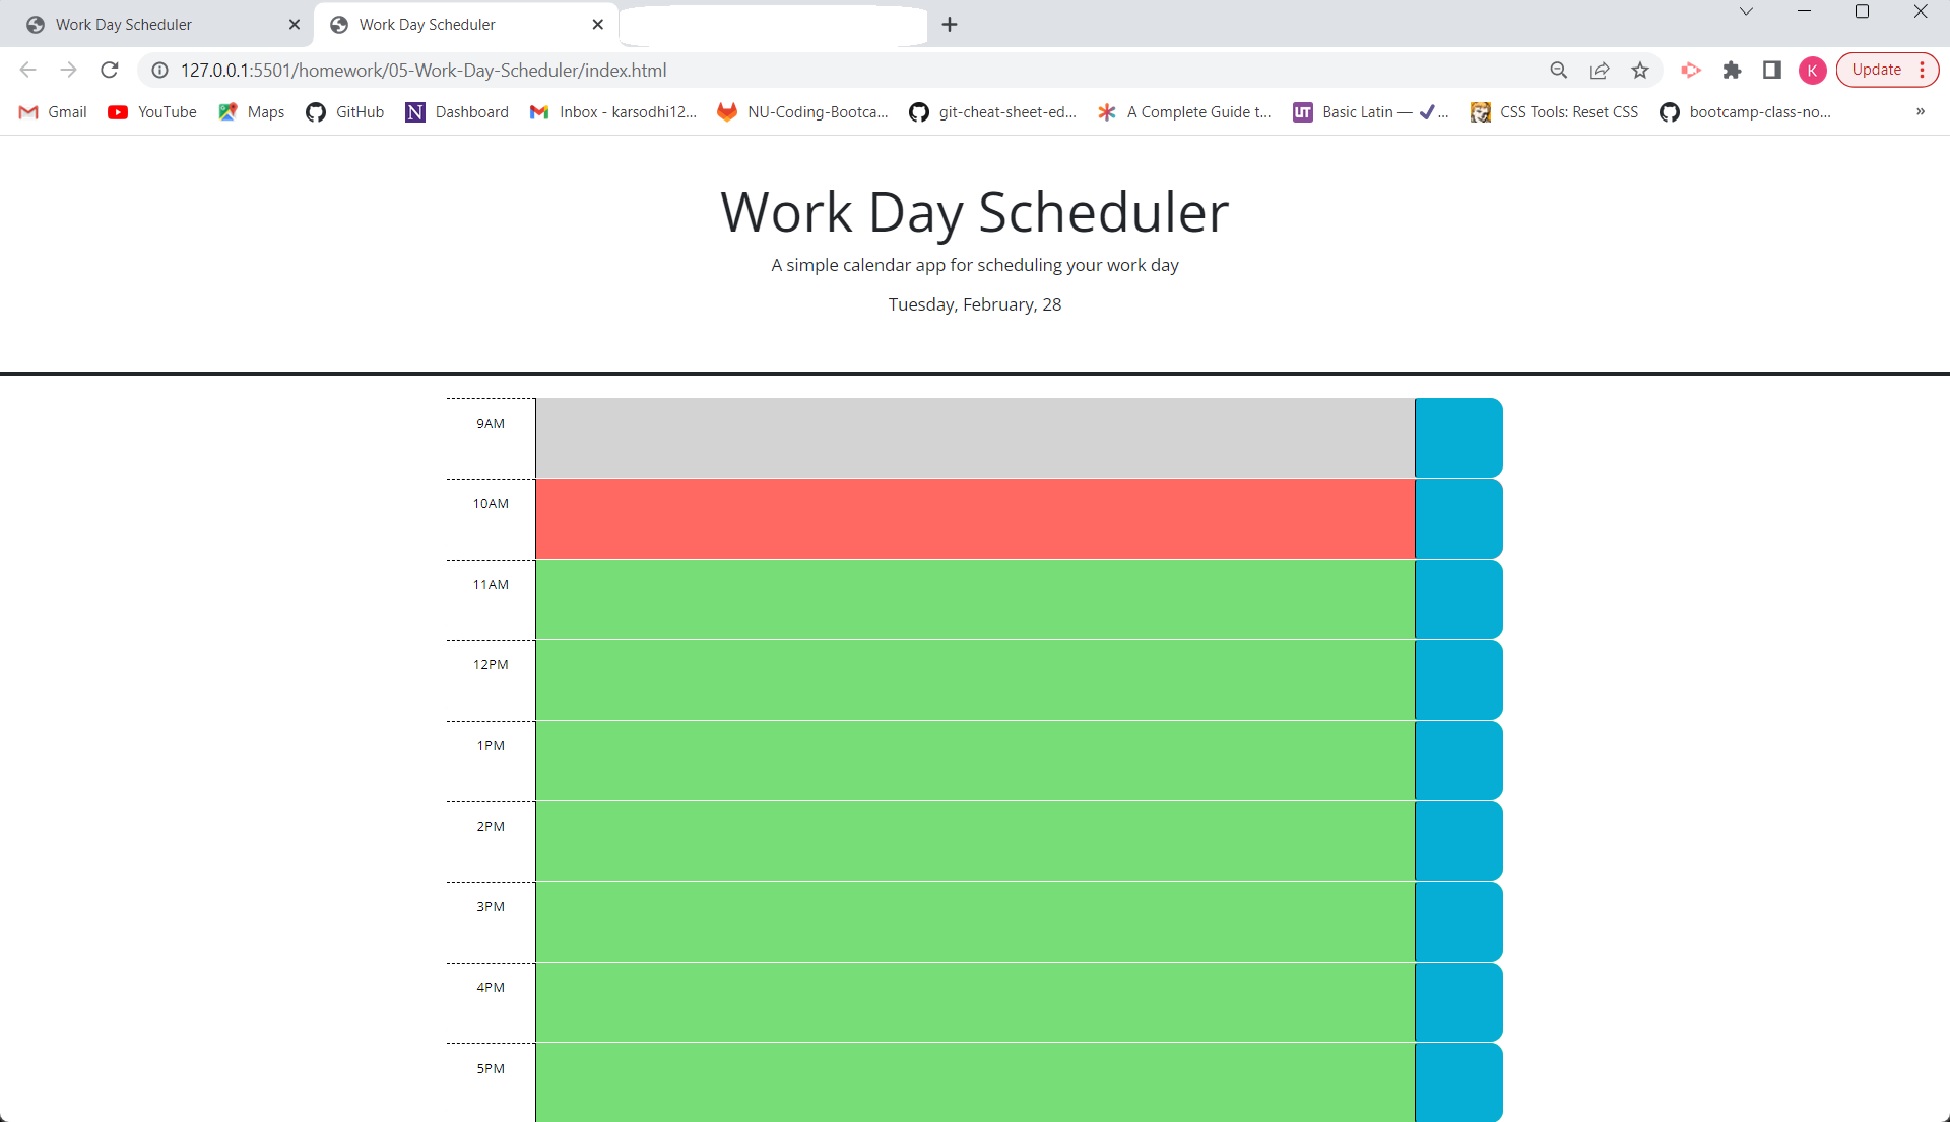 Work Day Scheduler
Work Day Scheduler
127.0.0.1:5501/homework/05-Work-Day-Scheduler/index.html
K
Update
Gmail
YouTube
Maps
GitHub
N Dashboard
Inbox - karsodhi12...
NU-Coding-Bootca...
git-cheat-sheet-ed...
A Complete Guide t...
UT Basic Latin — ✔...
CSS Tools: Reset CSS
bootcamp-class-no...
»
Work Day Scheduler
A simple calendar app for scheduling your work day
Tuesday, February, 28
9AM
10AM
11AM
12PM
1PM
2PM
3PM
4PM
5PM